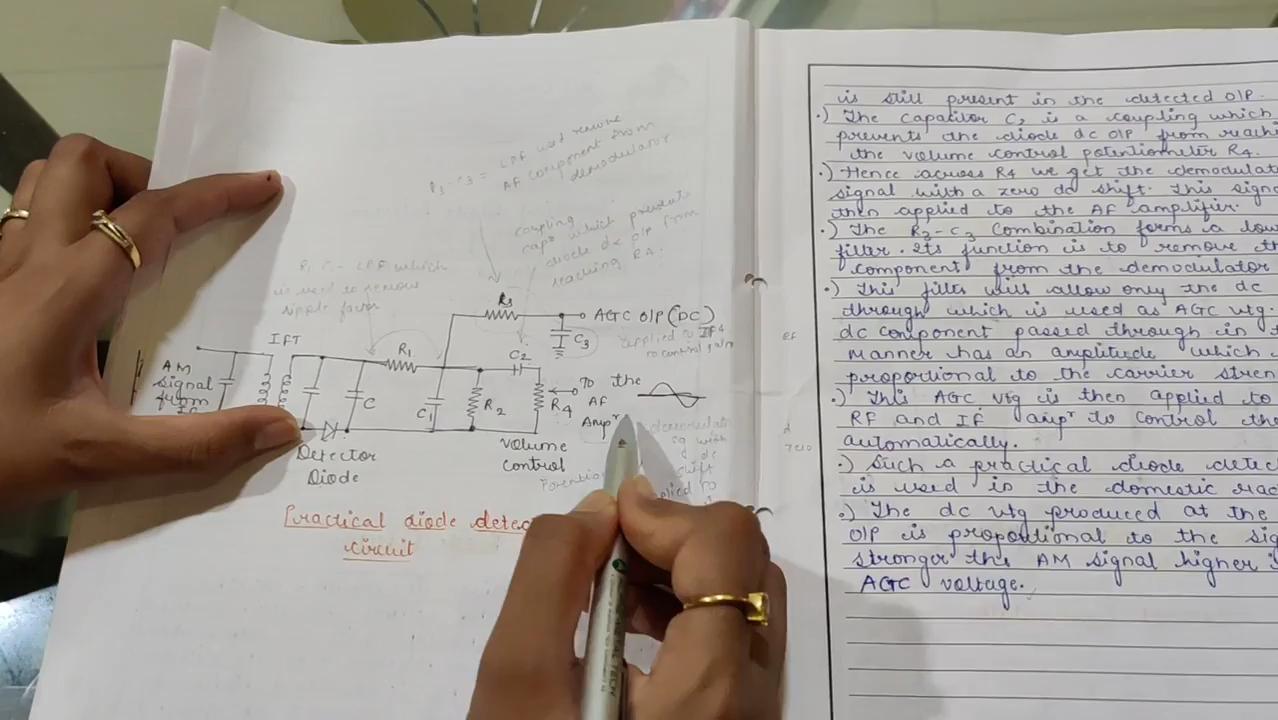 R3-C3 = LPF used remove
AF component from
demodulator
coupling
capr which prevents
diode dc O/P from
reaching R4.
R1 C1 - LPF which
is used to remove
ripple factor
R3
AGC O/P (DC)
C3
applied to IF
to control gain
IFT
R1
C2
AM
signal
from
IF
C
C1
R2
R4
To the
AF
Ampr
Detector
Diode
Volume
Control
Practical diode detec
circuit
is still present in the detected O/P.
.) The capacitor C2 is a coupling which
prevents the diode dc O/P from reachi
the volume control potentiometer R4.
.) Hence across R4 we get the demodulat
signal with a zero dc shift. This signa
then applied to the AF amplifier.
.) The R3-C3 Combination forms a low
filter. Its function is to remove th
component from the demodulator
.) This filter will allow only the dc
through which is used as AGC vtg.
dc component passed through in t
manner has an amplitude which
proportional to the carrier stren
.) This AGC vtg is then applied to
RF and IF ampr to control the
automatically.
.) Such a practical diode detec
is used in the domestic rad
.) The dc vtg produced at the
O/P is proportional to the sig
stronger the AM signal higher is
AGC voltage.